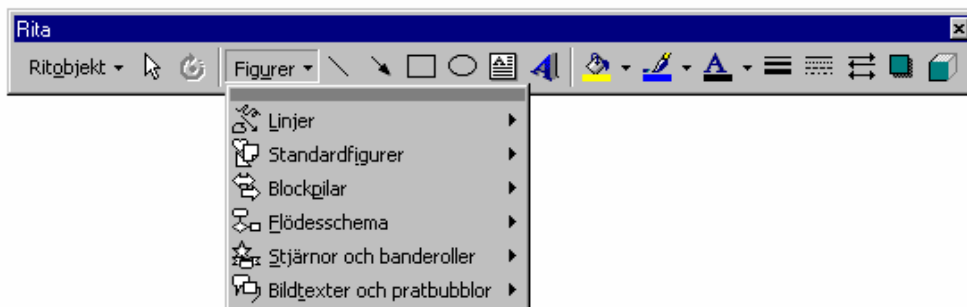 Rita
Ritobjekt Figurer
Linjer
Standardfigurer
Blockpilar
Flödesschema
Stjärnor och banderoller
Bildtexter och pratbubblor